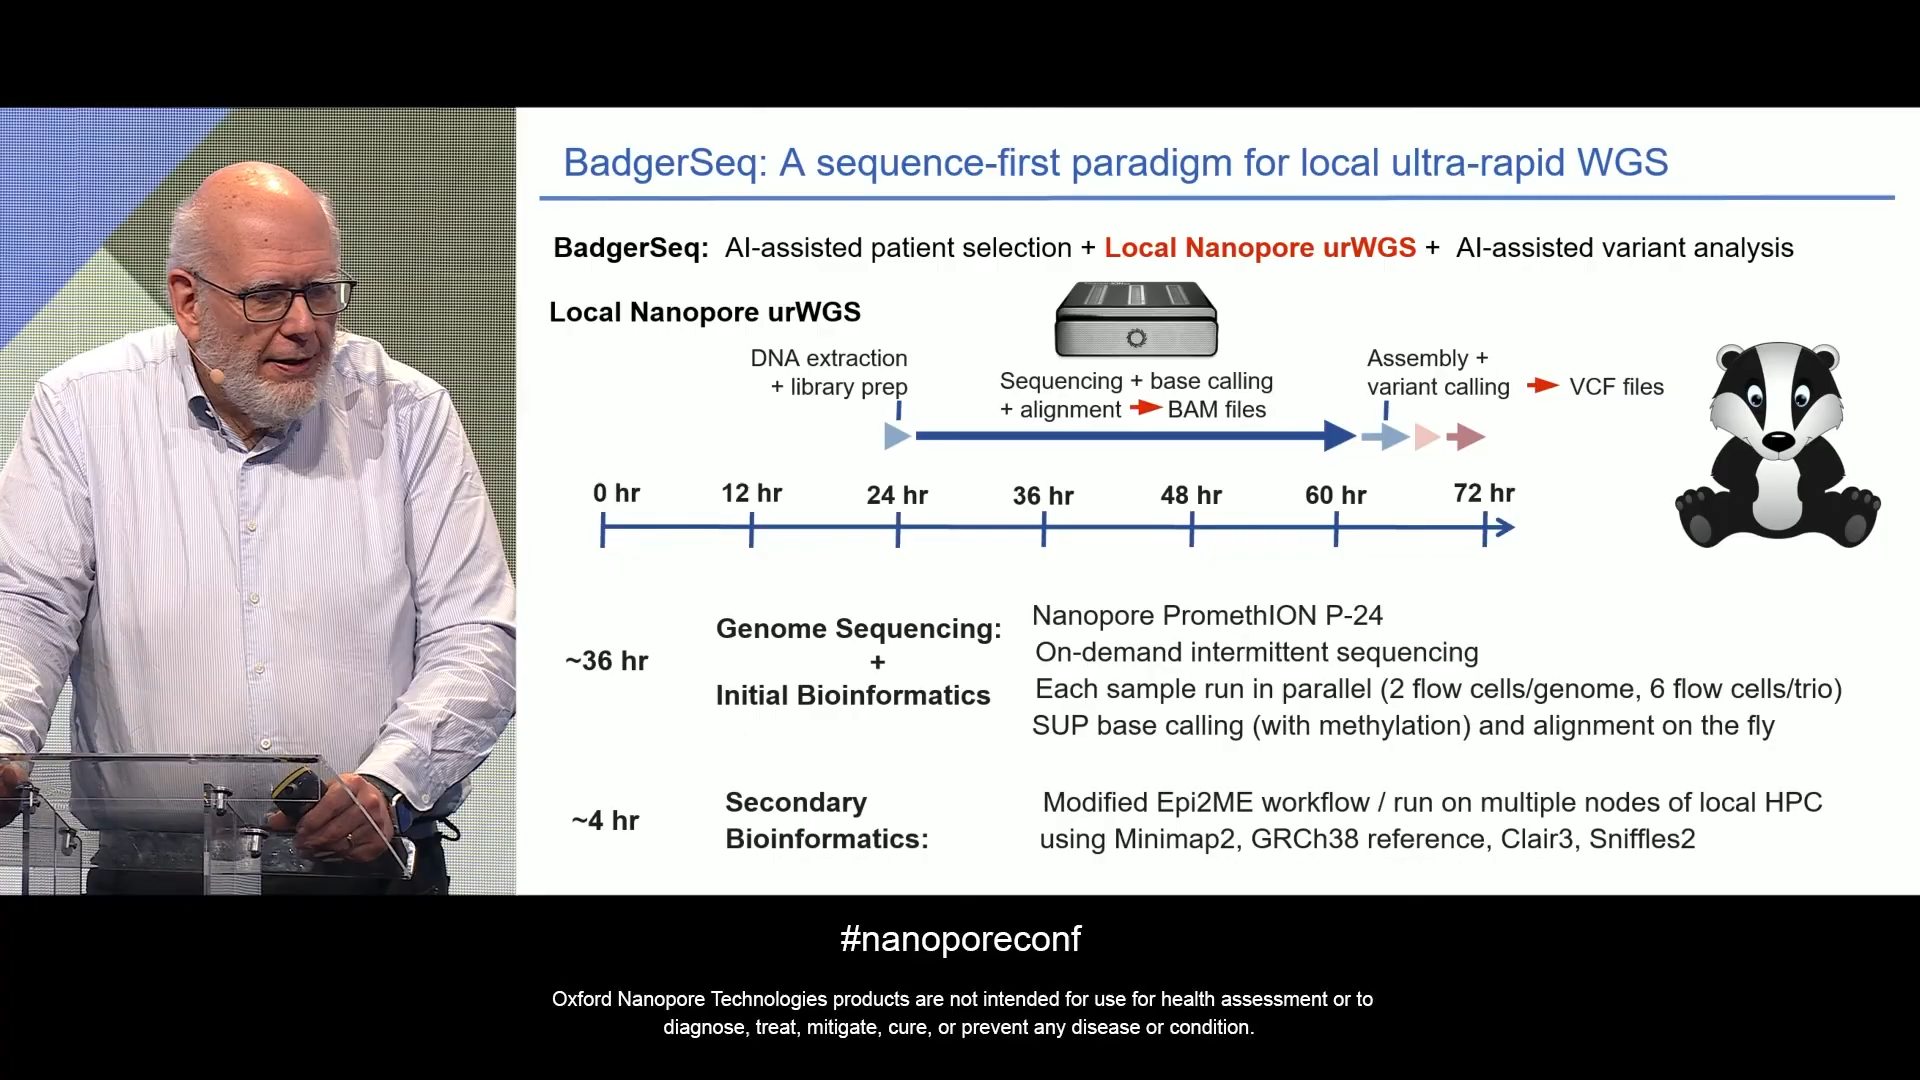 BadgerSeq: A sequence-first paradigm for local ultra-rapid WGS
BadgerSeq: AI-assisted patient selection + Local Nanopore urWGS + AI-assisted variant analysis
Local Nanopore urWGS
DNA extraction
+ library prep
Sequencing + base calling
+ alignment → BAM files
Assembly +
variant calling → VCF files
0 hr 12 hr 24 hr 36 hr 48 hr 60 hr 72 hr
~36 hr
Genome Sequencing:
+
Initial Bioinformatics
Nanopore PromethION P-24
On-demand intermittent sequencing
Each sample run in parallel (2 flow cells/genome, 6 flow cells/trio)
SUP base calling (with methylation) and alignment on the fly
~4 hr
Secondary
Bioinformatics:
Modified Epi2ME workflow / run on multiple nodes of local HPC
using Minimap2, GRCh38 reference, Clair3, Sniffles2
#nanoporeconf
Oxford Nanopore Technologies products are not intended for use for health assessment or to
diagnose, treat, mitigate, cure, or prevent any disease or condition.